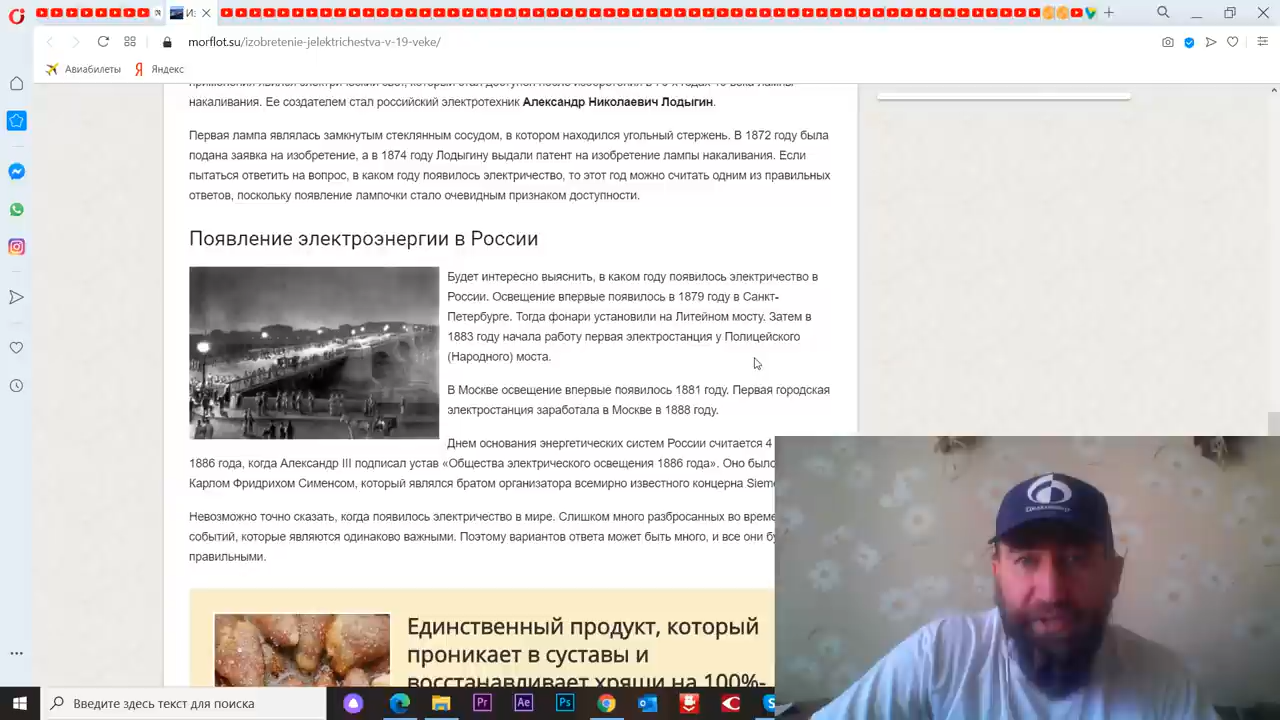 morflot.su/izobretenie-jelektrichestva-v-19-veke/
Авиабилеты
Яндекс
накаливания. Ее создателем стал российский электротехник Александр Николаевич Лодыгин.
Первая лампа являлась замкнутым стеклянным сосудом, в котором находился угольный стержень. В 1872 году была
подана заявка на изобретение, а в 1874 году Лодыгину выдали патент на изобретение лампы накаливания. Если
пытаться ответить на вопрос, в каком году появилось электричество, то этот год можно считать одним из правильных
ответов, поскольку появление лампочки стало очевидным признаком доступности.
Появление электроэнергии в России
Будет интересно выяснить, в каком году появилось электричество в
России. Освещение впервые появилось в 1879 году в Санкт-
Петербурге. Тогда фонари установили на Литейном мосту. Затем в
1883 году начала работу первая электростанция у Полицейского
(Народного) моста.
В Москве освещение впервые появилось 1881 году. Первая городская
электростанция заработала в Москве в 1888 году.
Днем основания энергетических систем России считается 4
1886 года, когда Александр III подписал устав «Общества электрического освещения 1886 года». Оно
Карлом Фридрихом Сименсом, который являлся братом организатора всемирно известного концерна
Невозможно точно сказать, когда появилось электричество в мире. Слишком много разбросанных во
событий, которые являются одинаково важными. Поэтому вариантов ответа может быть много, и все они
правильными.
Единственный продукт, который
проникает в суставы и
восстанавливает хрящи на 100%-
Введите здесь текст для поиска
Pr
Ae
Ps